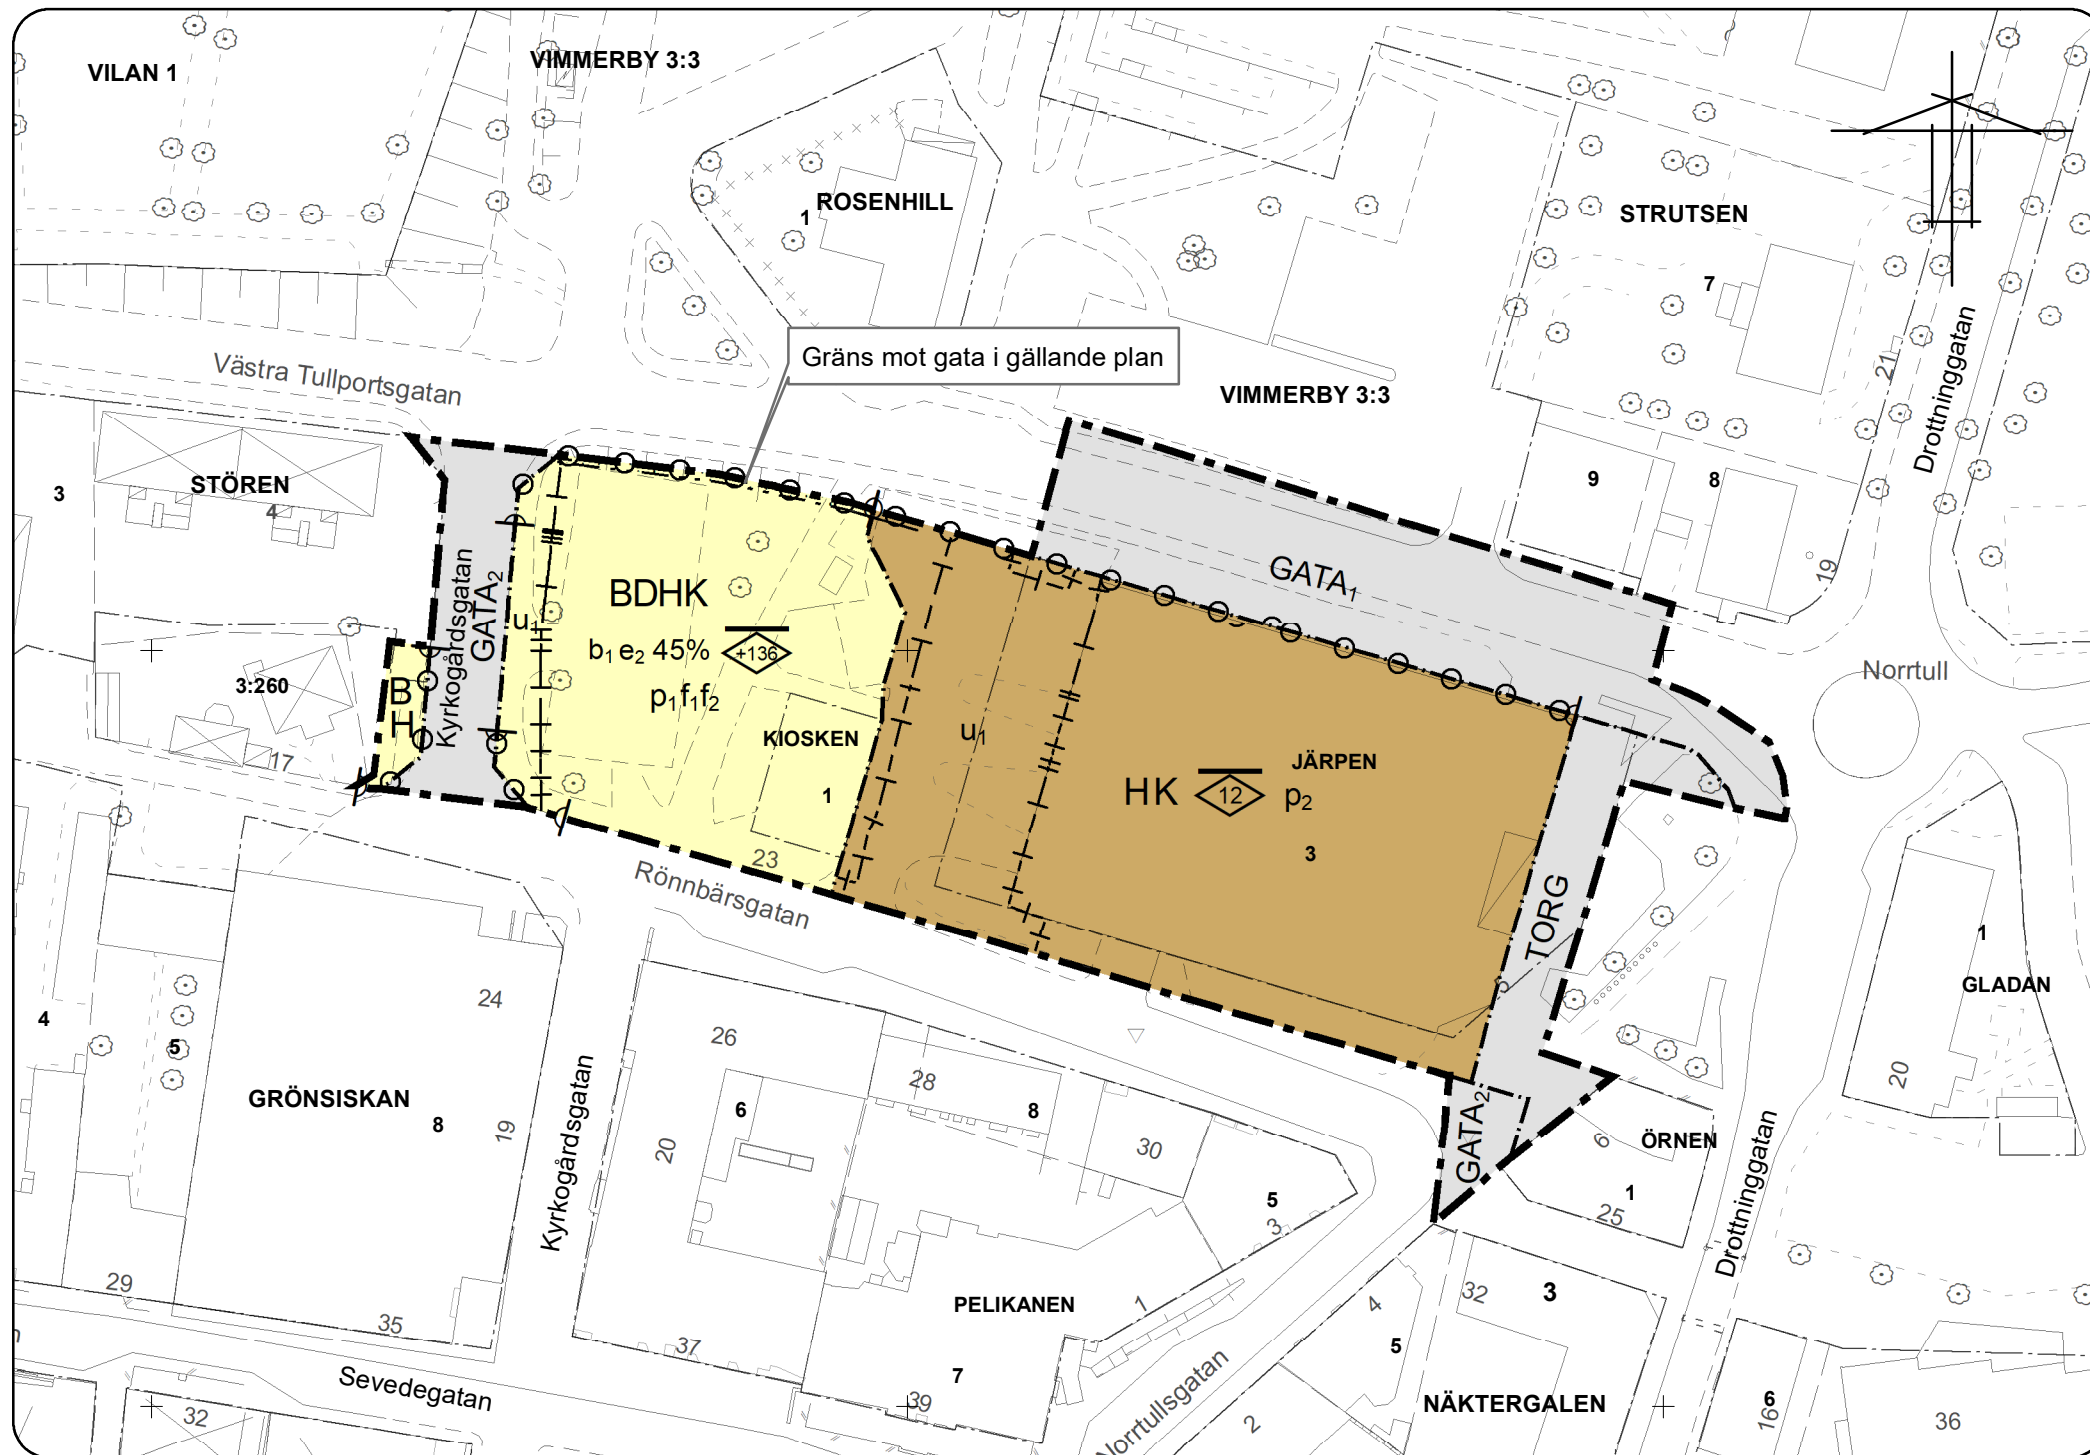 VILAN 1
VIMMERBY 3:3
ROSENHILL
1
STRUTSEN
7
21
Drottninggatan
Gräns mot gata i gällande plan
Västra Tullportsgatan
VIMMERBY 3:3
STÖREN
4
3
9
8
19
GATA1
Norrtull
Kyrkogårdsgatan
GATA2
u1
BDHK
b1 e2 45%
+136
p1f1f2
B
H
3:260
17
KIOSKEN
1
u1
JÄRPEN
HK
12
p2
3
23
Rönnbärsgatan
TORG
5
1
GLADAN
20
24
4
5
GRÖNSISKAN
8
19
Kyrkogårdsgatan
26
6
20
28
8
30
5
3
GATA2
6
ÖRNEN
1
25
Drottninggatan
29
35
37
PELIKANEN
1
7
39
4
32
3
5
Sevedegatan
32
Norrtullsgatan
2
NÄKTERGALEN
6
16
36